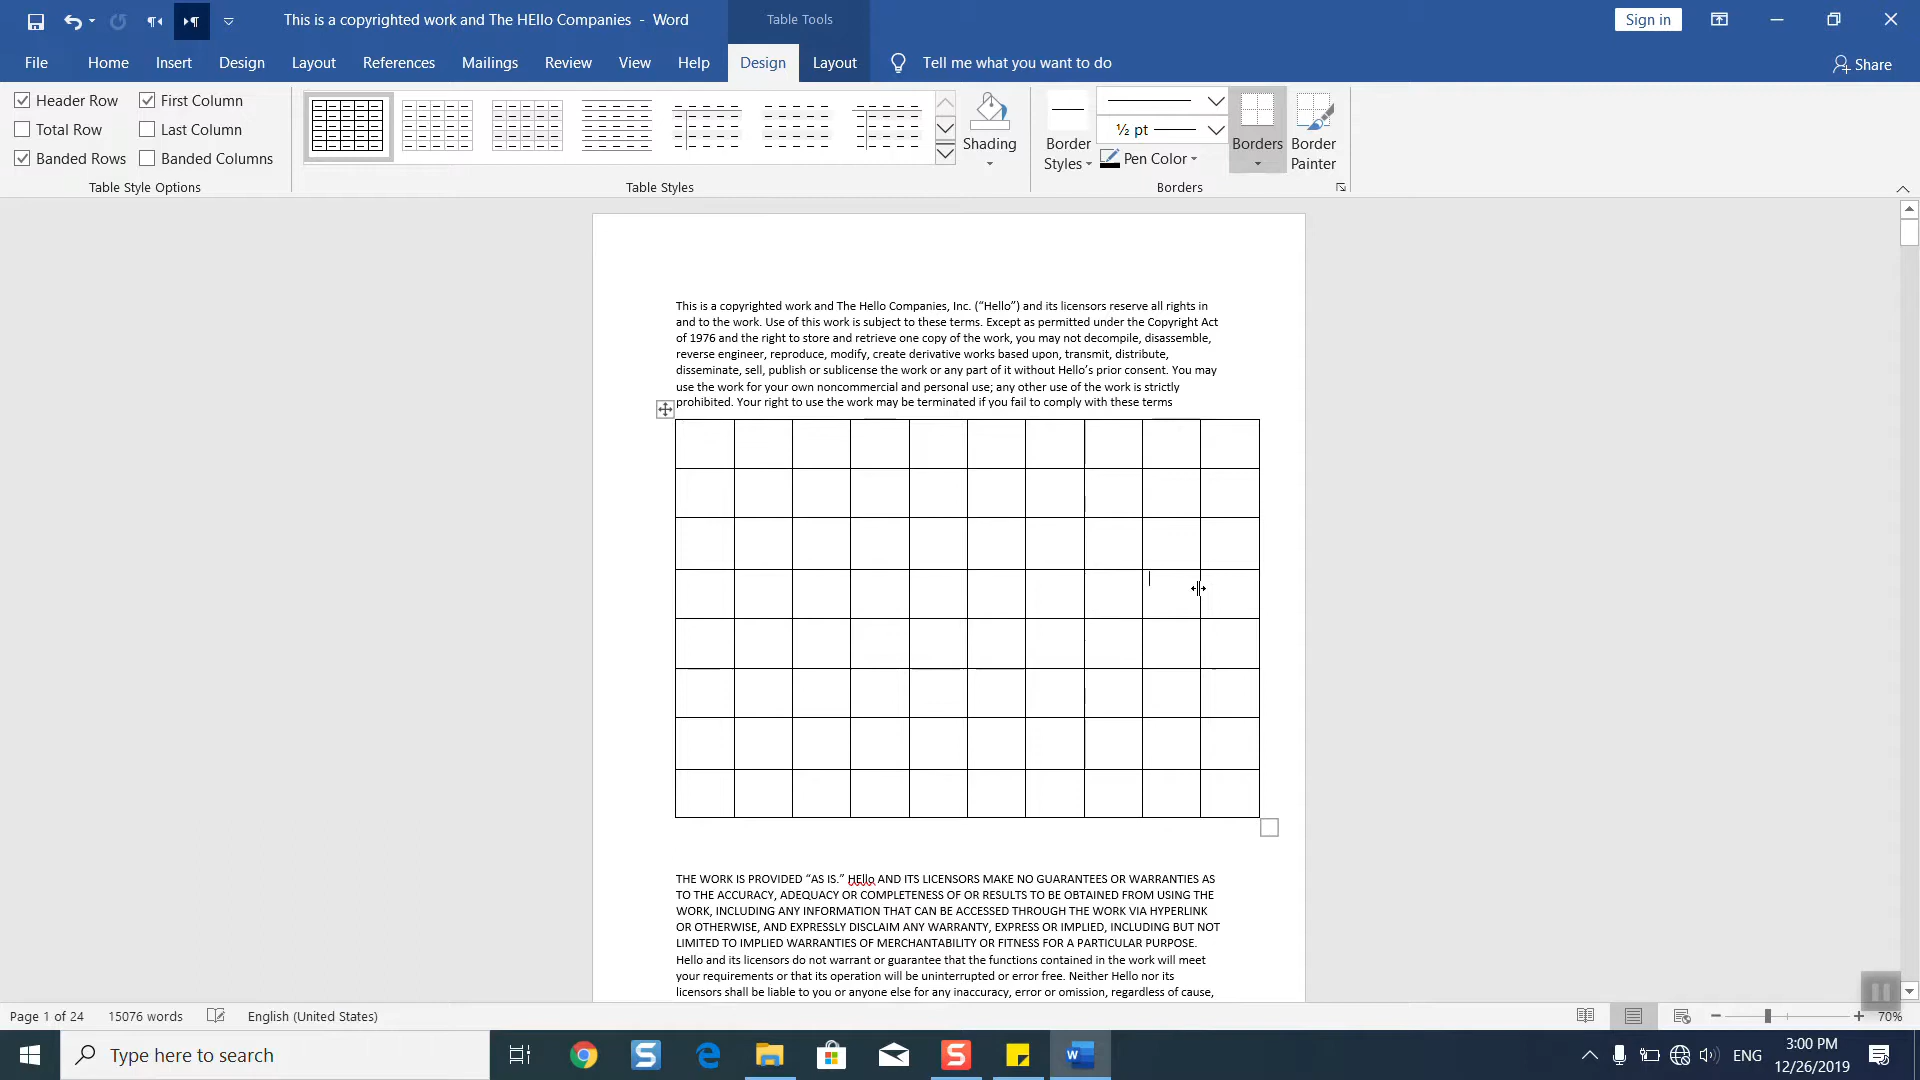 This is a copyrighted work and The HEllo Companies - Word
Table Tools
Sign in
File Home Insert Design Layout References Mailings Review View Help Design Layout Tell me what you want to do Share
Header Row First Column
Total Row Last Column
Banded Rows Banded Columns
Table Style Options
Table Styles
Shading
Border Styles
½ pt
Pen Color
Borders
Border Painter
Borders
This is a copyrighted work and The Hello Companies, Inc. (“Hello”) and its licensors reserve all rights in
and to the work. Use of this work is subject to these terms. Except as permitted under the Copyright Act
of 1976 and the right to store and retrieve one copy of the work, you may not decompile, disassemble,
reverse engineer, reproduce, modify, create derivative works based upon, transmit, distribute,
disseminate, sell, publish or sublicense the work or any part of it without Hello’s prior consent. You may
use the work for your own noncommercial and personal use; any other use of the work is strictly
prohibited. Your right to use the work may be terminated if you fail to comply with these terms
THE WORK IS PROVIDED “AS IS.” HEllo AND ITS LICENSORS MAKE NO GUARANTEES OR WARRANTIES AS
TO THE ACCURACY, ADEQUACY OR COMPLETENESS OF OR RESULTS TO BE OBTAINED FROM USING THE
WORK, INCLUDING ANY INFORMATION THAT CAN BE ACCESSED THROUGH THE WORK VIA HYPERLINK
OR OTHERWISE, AND EXPRESSLY DISCLAIM ANY WARRANTY, EXPRESS OR IMPLIED, INCLUDING BUT NOT
LIMITED TO IMPLIED WARRANTIES OF MERCHANTABILITY OR FITNESS FOR A PARTICULAR PURPOSE.
Hello and its licensors do not warrant or guarantee that the functions contained in the work will meet
your requirements or that its operation will be uninterrupted or error free. Neither Hello nor its
licensors shall be liable to you or anyone else for any inaccuracy, error or omission, regardless of cause,
Page 1 of 24 15076 words English (United States) 70%
Type here to search
ENG
3:00 PM
12/26/2019